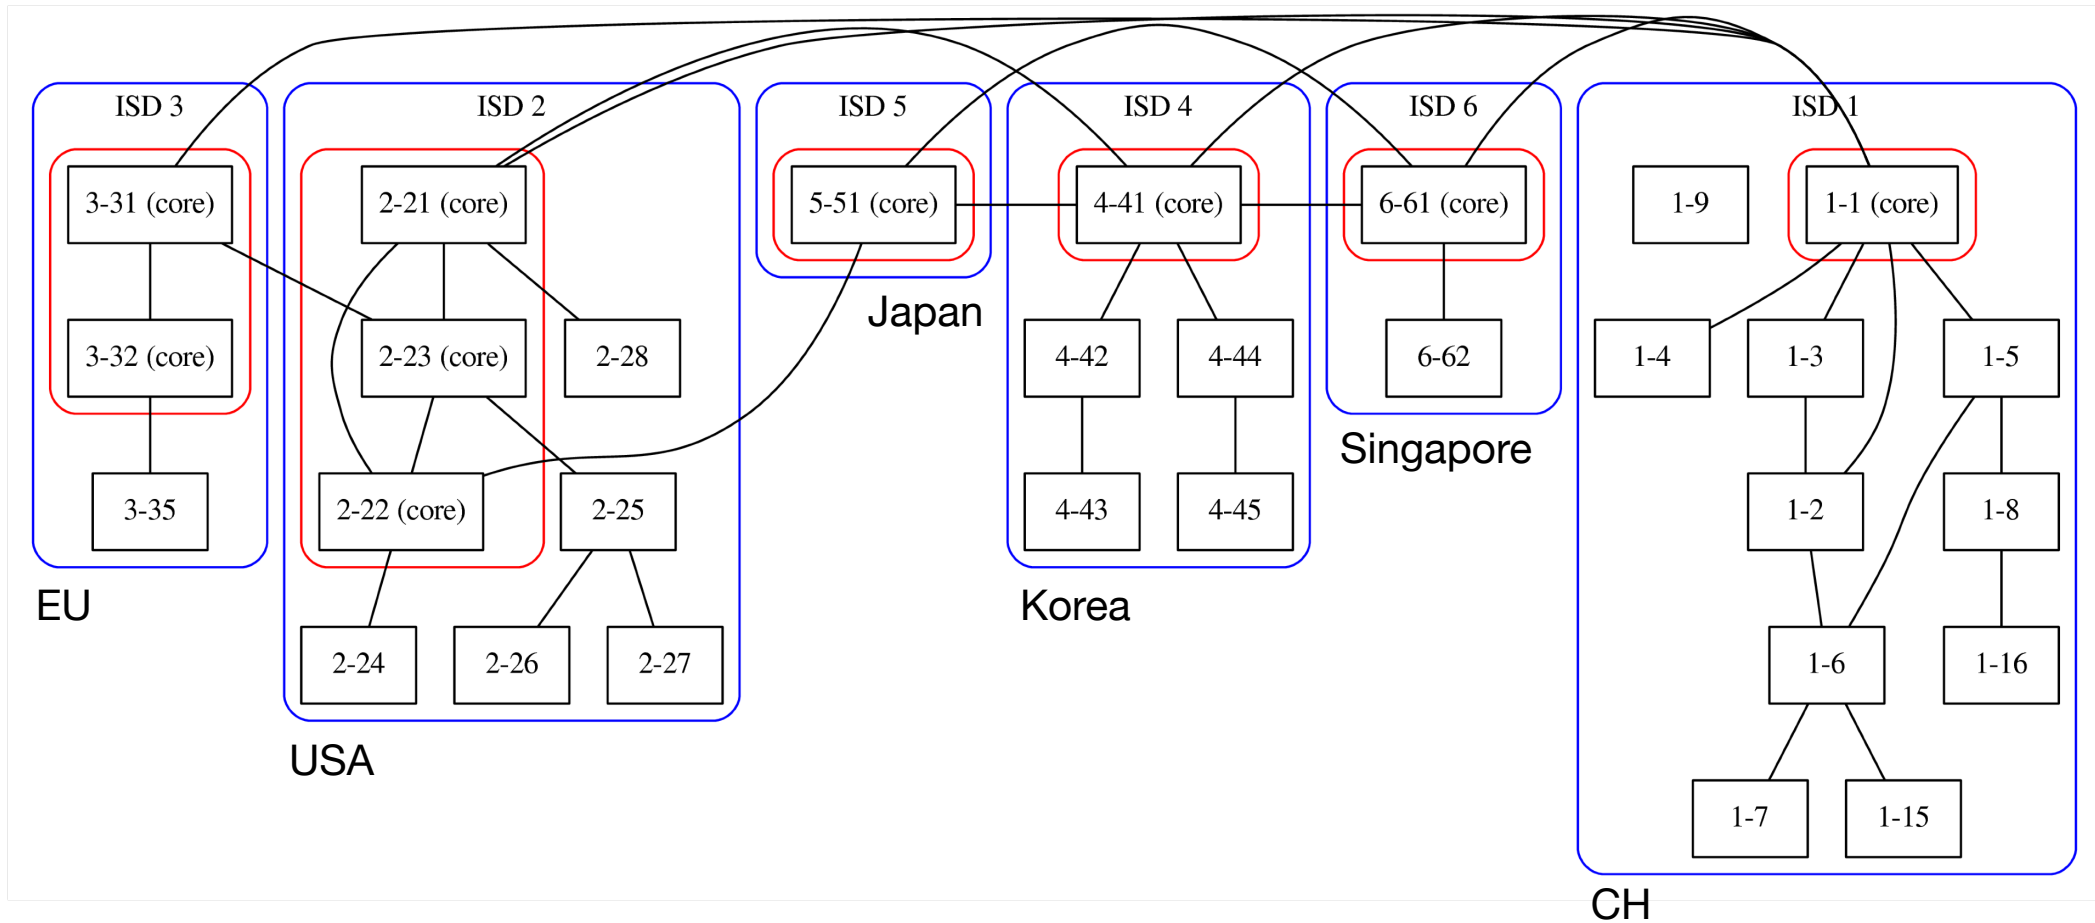 ISD 3
ISD 2
ISD 5
ISD 4
ISD 6
ISD 1
3-31 (core)
2-21 (core)
5-51 (core)
4-41 (core)
6-61 (core)
1-9
1-1 (core)
Japan
3-32 (core)
2-23 (core)
2-28
4-42
4-44
6-62
1-4
1-3
1-5
Singapore
3-35
2-22 (core)
2-25
4-43
4-45
1-2
1-8
EU
Korea
2-24
2-26
2-27
1-6
1-16
USA
1-7
1-15
CH